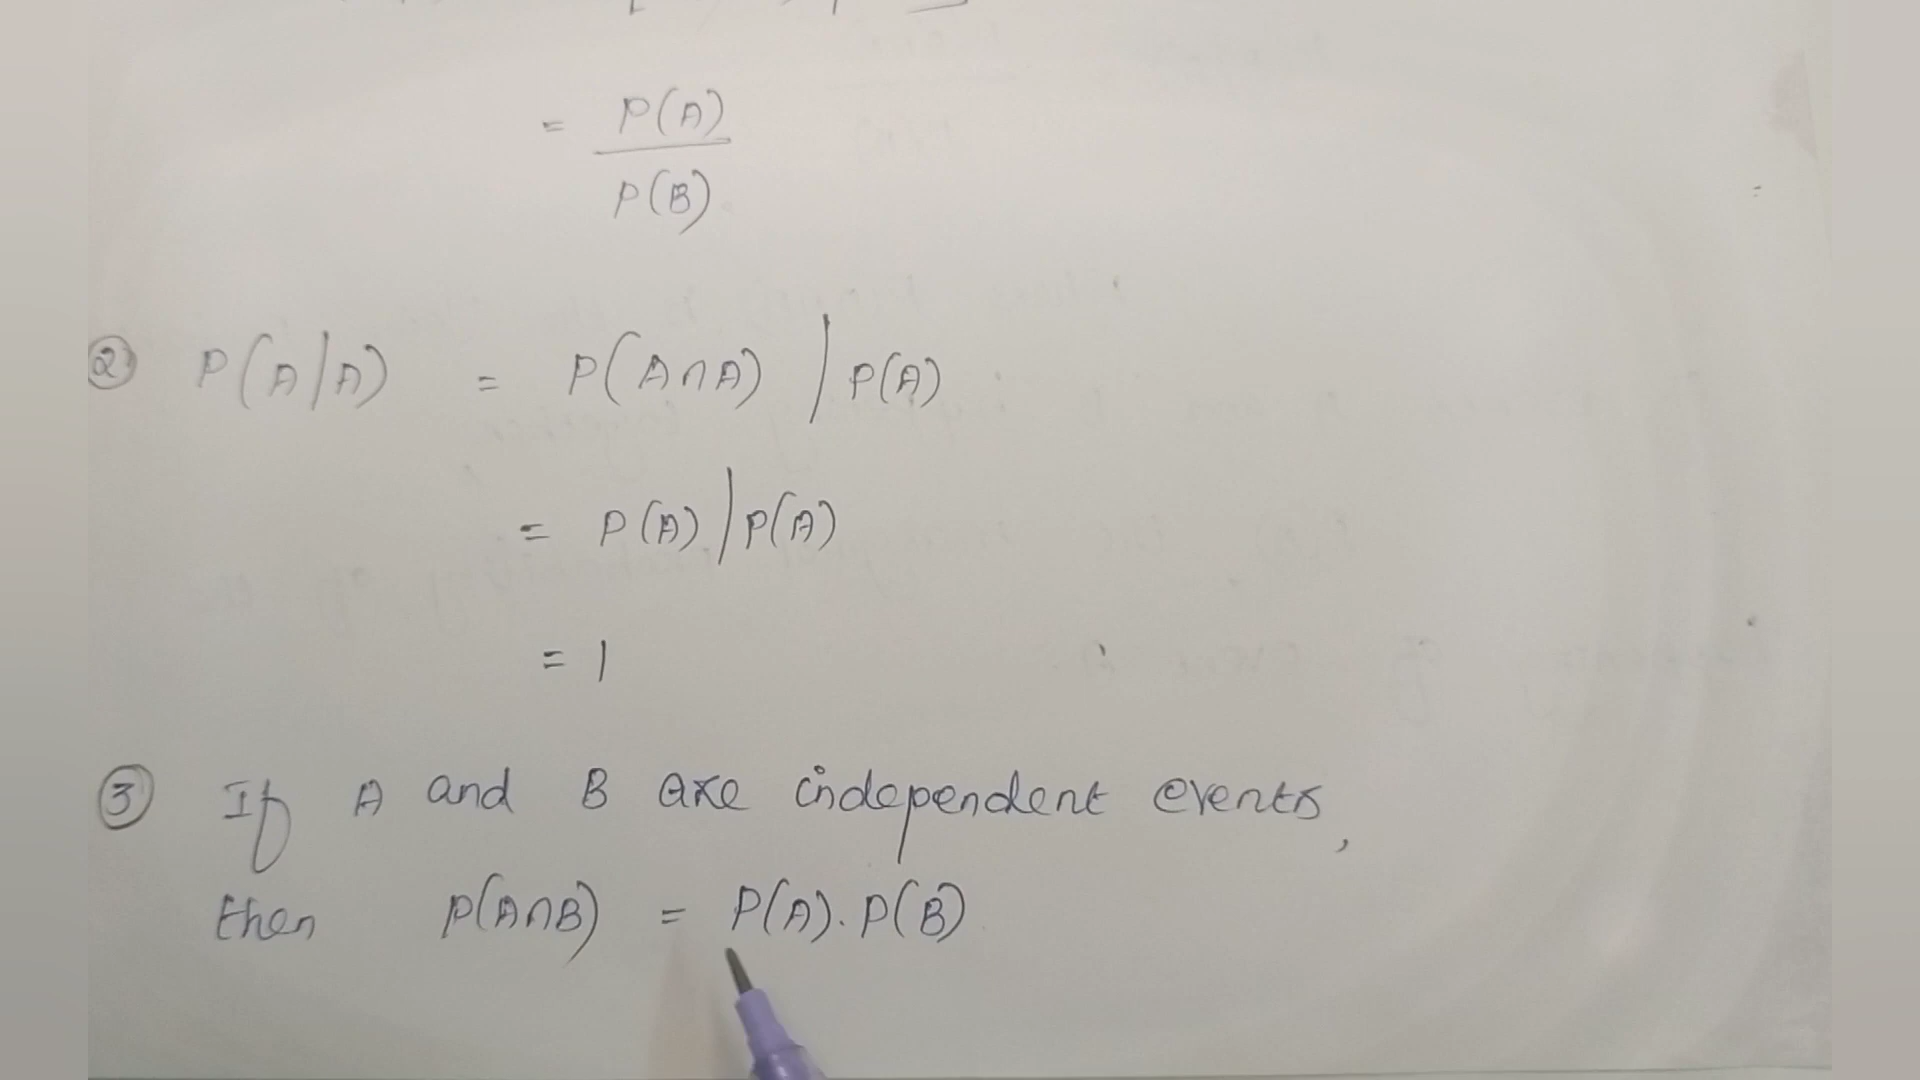 = P(A)
P(B)
② P(A/A) = P(A∩A) / P(A)
= P(A) / P(A)
= 1
③ If A and B are independent events,
then P(A∩B) = P(A). P(B)